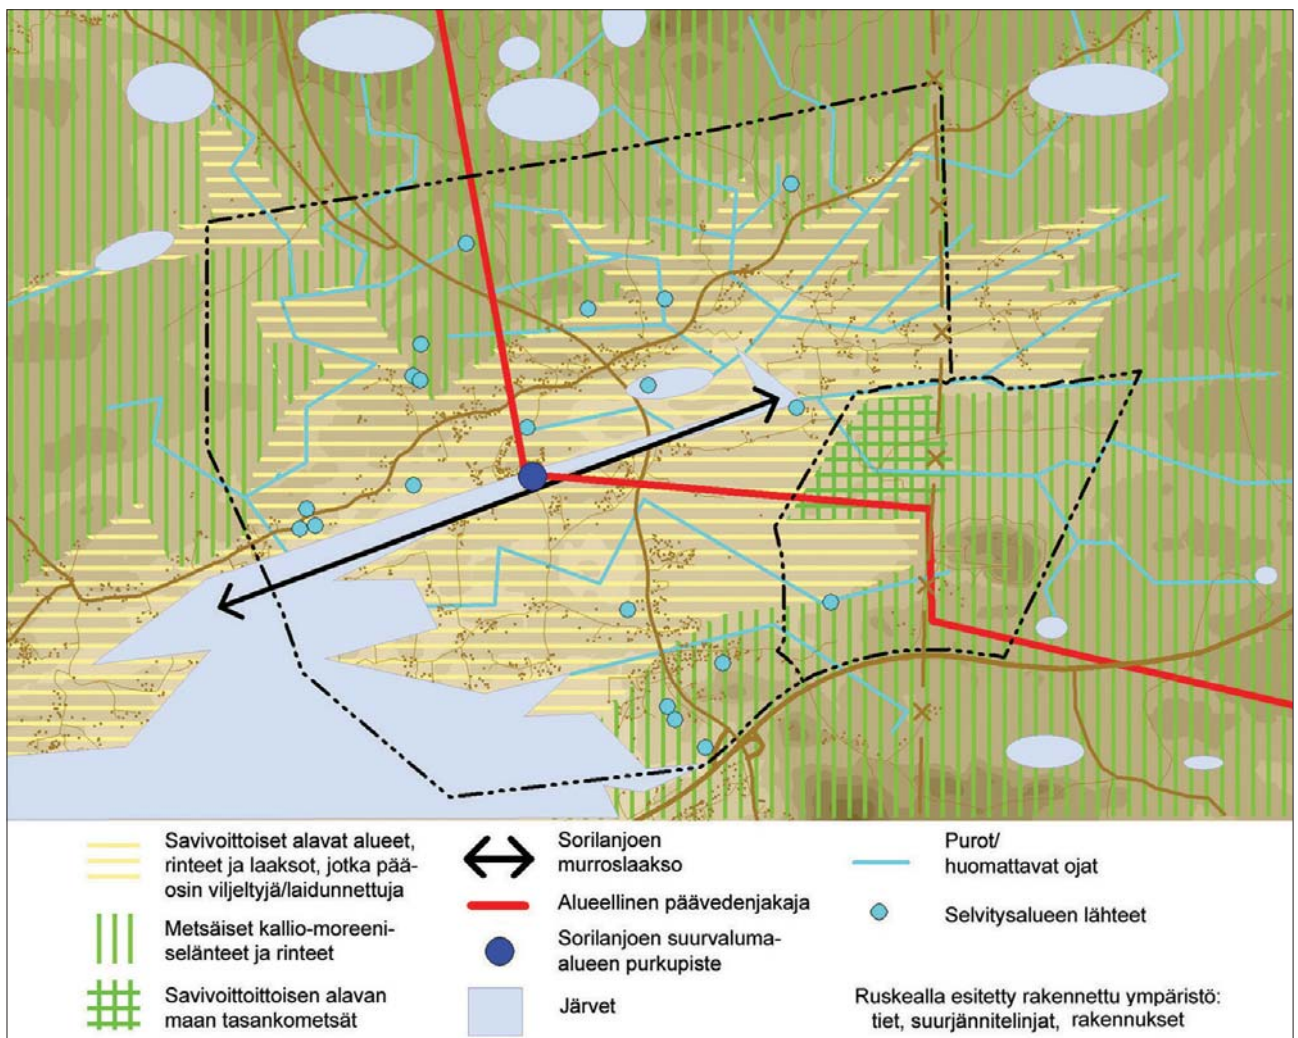 Savivoittoiset alavat alueet,
rinteet ja laaksot, jotka pää-
osin viljeltyjä/laidunnettuja
Metsäiset kallio-moreeni-
selänteet ja rinteet
Savivoittoittoisen alavan
maan tasankometsät
Sorilanjoen
murroslaakso
Alueellinen päävedenjakaja
Sorilanjoen suurvaluma-
alueen purkupiste
Järvet
Purot/
huomattavat ojat
Selvitysalueen lähteet
Ruskealla esitetty rakennettu ympäristö:
tiet, suurjännitelinjat, rakennukset